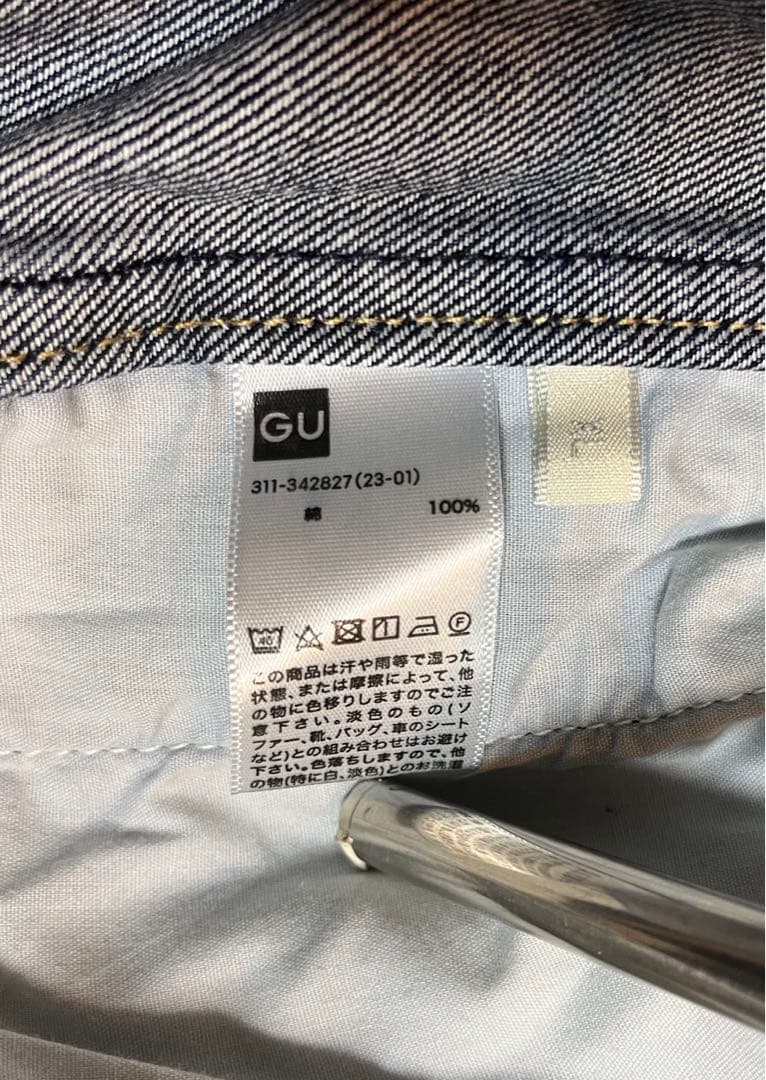 GU
311-342827(23-01)
綿 100%
40
F
この商品は汗や雨等で湿った
状態、または摩擦によって、他
の物に色移りしますのでご注
意下さい。淡色のもの(ソ
ファー、靴、バッグ、車のシート
など)との組み合わせはお避け
下さい。色落ちしますので、他
の物(特に白、淡色)とのお洗濯